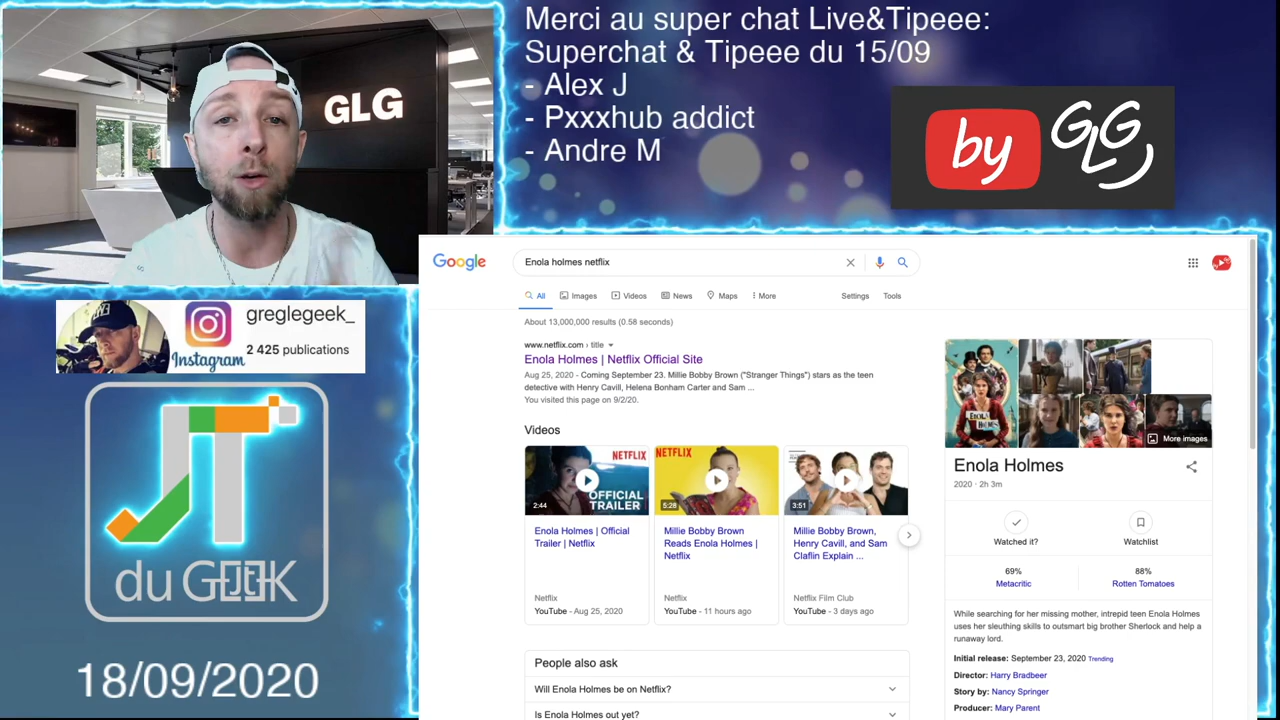 Merci au super chat Live&Tipeee:
Superchat & Tipeee du 15/09
- Alex J
- Pxxxhub addict
- Andre M
GLG
by GLG
greglegeek_
Instagram
2 425 publications
JT
du GEEK
18/09/2020
Google
Enola holmes netflix
All
Images
Videos
News
Maps
More
Settings
Tools
About 13,000,000 results (0.58 seconds)
www.netflix.com › title
Enola Holmes | Netflix Official Site
Aug 25, 2020 - Coming September 23. Millie Bobby Brown ("Stranger Things") stars as the teen
detective with Henry Cavill, Helena Bonham Carter and Sam ...
You visited this page on 9/2/20.
Videos
NETFLIX
OFFICIAL
TRAILER
2:44
Enola Holmes | Official
Trailer | Netflix
Netflix
YouTube - Aug 25, 2020
NETFLIX
5:28
Millie Bobby Brown
Reads Enola Holmes |
Netflix
Netflix
YouTube - 11 hours ago
3:51
Millie Bobby Brown,
Henry Cavill, and Sam
Claflin Explain ...
Netflix Film Club
YouTube - 3 days ago
People also ask
Will Enola Holmes be on Netflix?
Is Enola Holmes out yet?
ENOLA
HOLMES
More images
Enola Holmes
2020 · 2h 3m
Watched it?
Watchlist
69%
Metacritic
88%
Rotten Tomatoes
While searching for her missing mother, intrepid teen Enola Holmes
uses her sleuthing skills to outsmart big brother Sherlock and help a
runaway lord.
Initial release: September 23, 2020 Trending
Director: Harry Bradbeer
Story by: Nancy Springer
Producer: Mary Parent